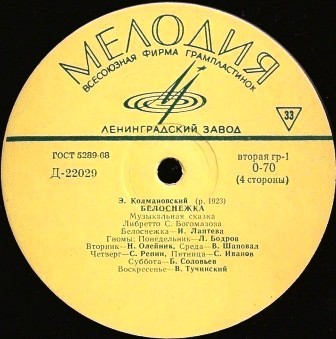 МЕЛОДИЯ
ВСЕСОЮЗНАЯ ФИРМА ГРАМПЛАСТИНОК
33
ЛЕНИНГРАДСКИЙ ЗАВОД
ГОСТ 5289-68
Д-22029
вторая гр-1
0-70
(4 стороны)
Э. Колмановский (р. 1923)
БЕЛОСНЕЖКА
Музыкальная сказка
Либретто С. Богомазова
Белоснежка—И. Лаптева
Гномы: Понедельник—Л. Бодров
Вторник—Н. Олейник, Среда—В. Шаповал
Четверг—С. Репин, Пятница—С. Иванов
Суббота—Б. Соловьев
Воскресенье—В. Тучинский